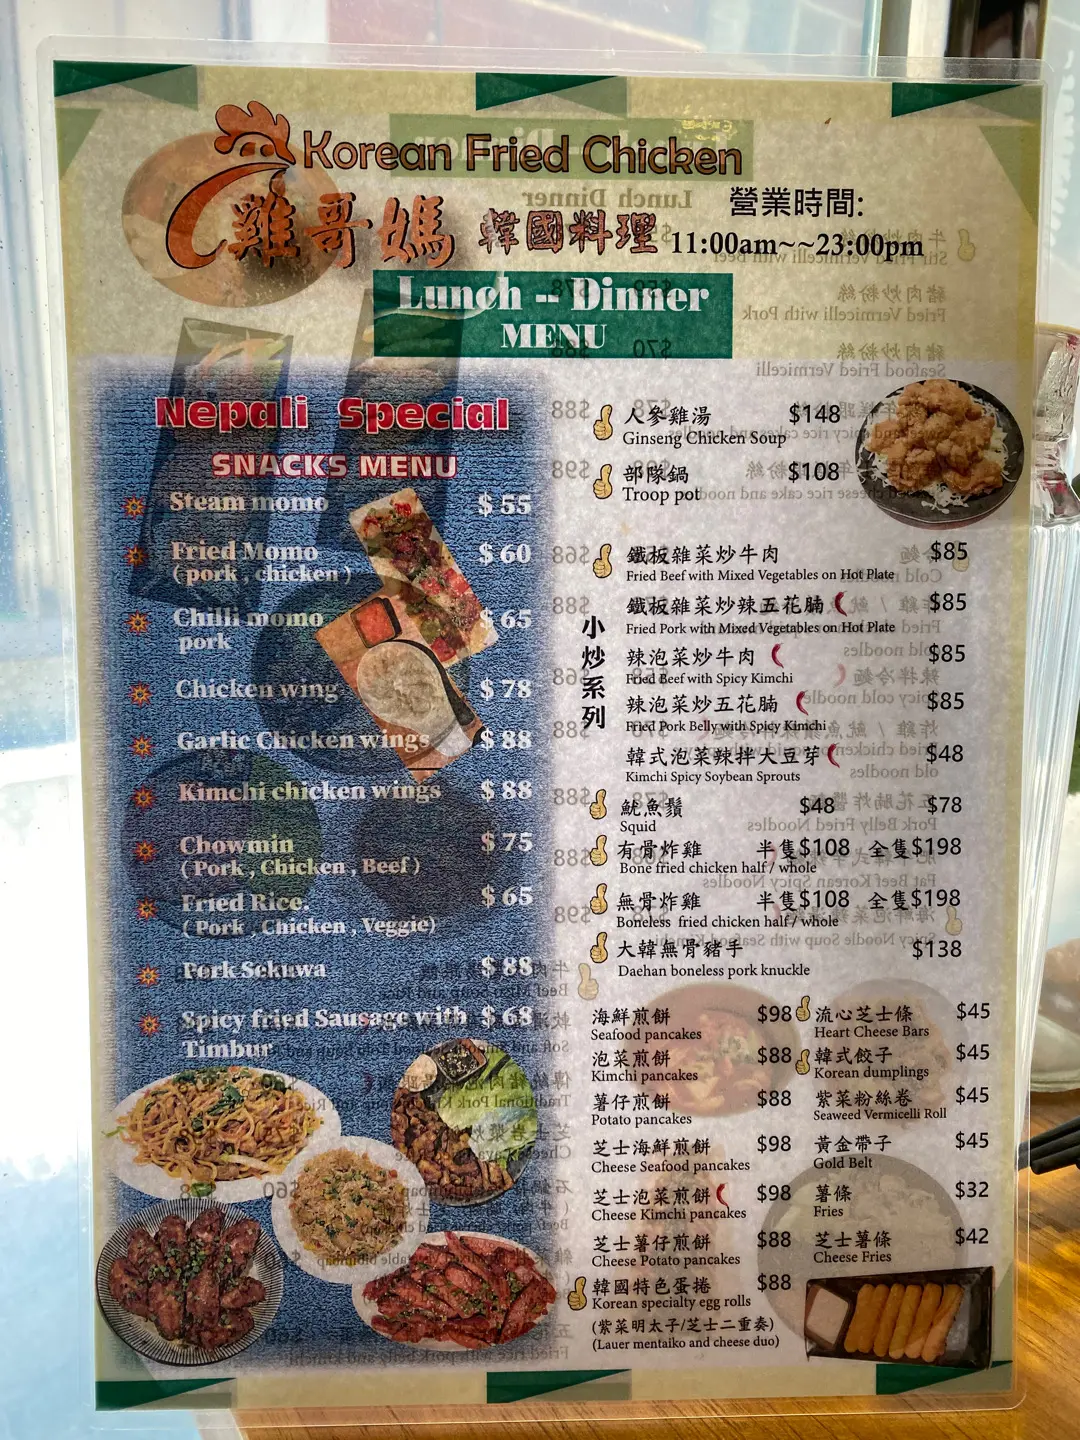 Korean Fried Chicken
雞哥媽 韓國料理
營業時間:
11:00am~~23:00pm
Lunch -- Dinner
MENU
Nepali Special
SNACKS MENU
Steam momo $ 55
Fried Momo $ 60
( pork , chicken )
Chilli momo $ 65
pork
Chicken wing $ 78
Garlic Chicken wings $ 88
Kimchi chicken wings $ 88
Chowmin $ 75
( Pork , Chicken , Beef )
Fried Rice. $ 65
( Pork , Chicken , Veggie)
Pork Sekuwa $ 88
Spicy fried Sausage with $ 68
Timbur
人參雞湯 $148
Ginseng Chicken Soup
部隊鍋 $108
Troop pot
小炒系列
鐵板雜菜炒牛肉 $85
Fried Beef with Mixed Vegetables on Hot Plate
鐵板雜菜炒辣五花腩 $85
Fried Pork with Mixed Vegetables on Hot Plate
辣泡菜炒牛肉 $85
Fried Beef with Spicy Kimchi
辣泡菜炒五花腩 $85
Fried Pork Belly with Spicy Kimchi
韓式泡菜辣拌大豆芽 $48
Kimchi Spicy Soybean Sprouts
魷魚鬚 $48 $78
Squid
有骨炸雞 半隻$108 全隻$198
Bone fried chicken half / whole
無骨炸雞 半隻$108 全隻$198
Boneless fried chicken half / whole
大韓無骨豬手 $138
Daehan boneless pork knuckle
海鮮煎餅 $98
Seafood pancakes
泡菜煎餅 $88
Kimchi pancakes
薯仔煎餅 $88
Potato pancakes
芝士海鮮煎餅 $98
Cheese Seafood pancakes
芝士泡菜煎餅 $98
Cheese Kimchi pancakes
芝士薯仔煎餅 $88
Cheese Potato pancakes
韓國特色蛋捲 $88
Korean specialty egg rolls
(紫菜明太子/芝士二重奏)
(Lauer mentaiko and cheese duo)
流心芝士條 $45
Heart Cheese Bars
韓式餃子 $45
Korean dumplings
紫菜粉絲卷 $45
Seaweed Vermicelli Roll
黃金帶子 $45
Gold Belt
薯條 $32
Fries
芝士薯條 $42
Cheese Fries